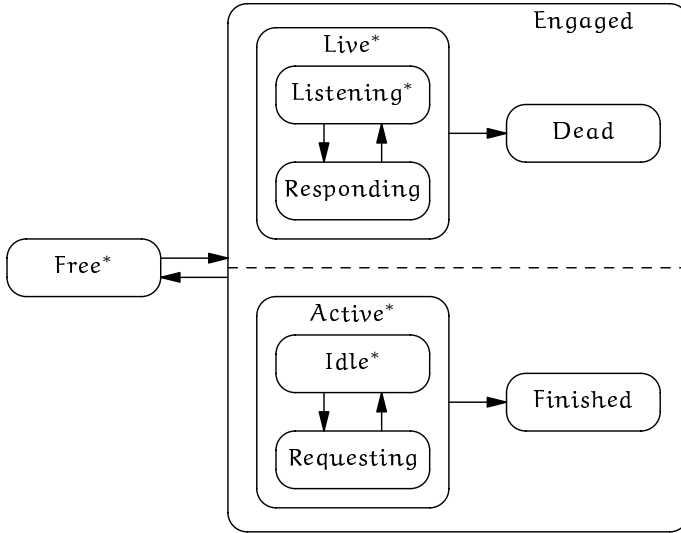 Engaged
Live*
Listening*
Responding
Dead
Free*
Active*
Idle*
Requesting
Finished